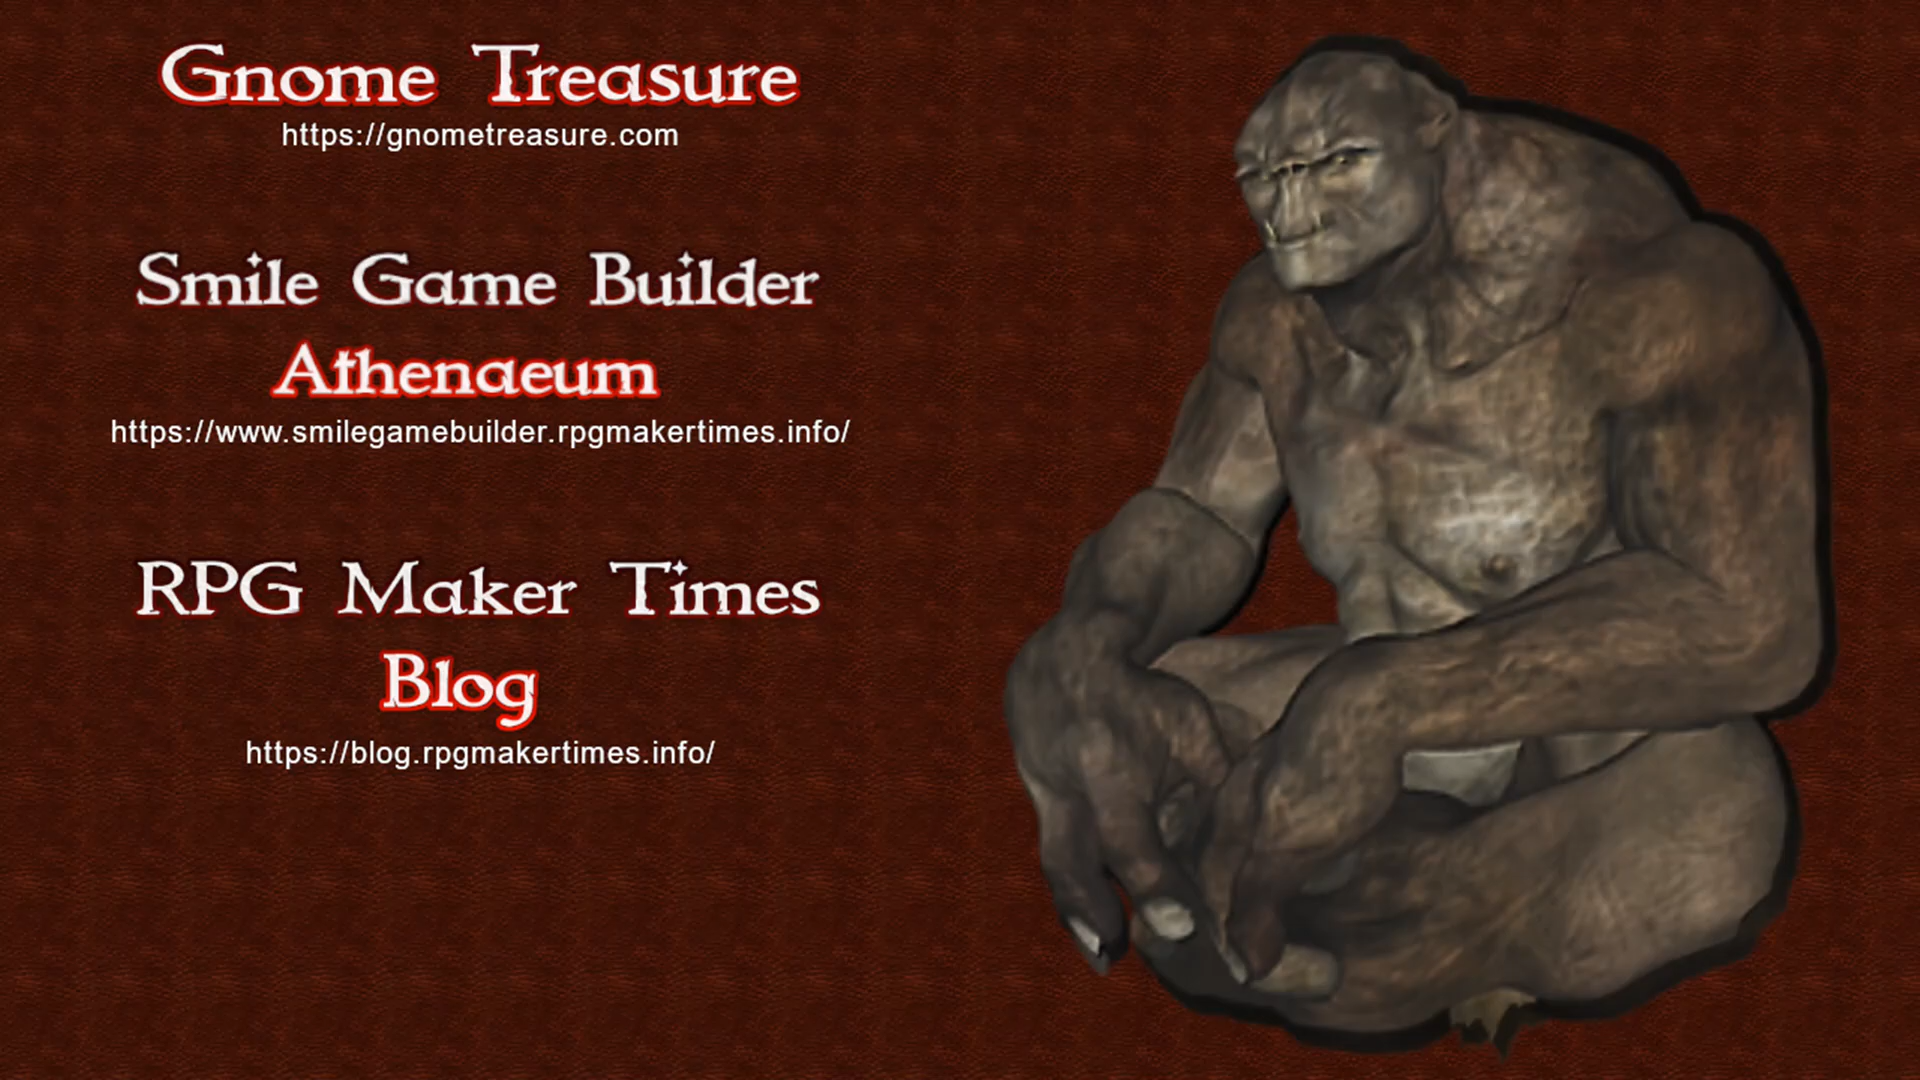 Gnome Treasure
https://gnometreasure.com
Smile Game Builder
Athenaeum
https://www.smilegamebuilder.rpgmakertimes.info/
RPG Maker Times
Blog
https://blog.rpgmakertimes.info/